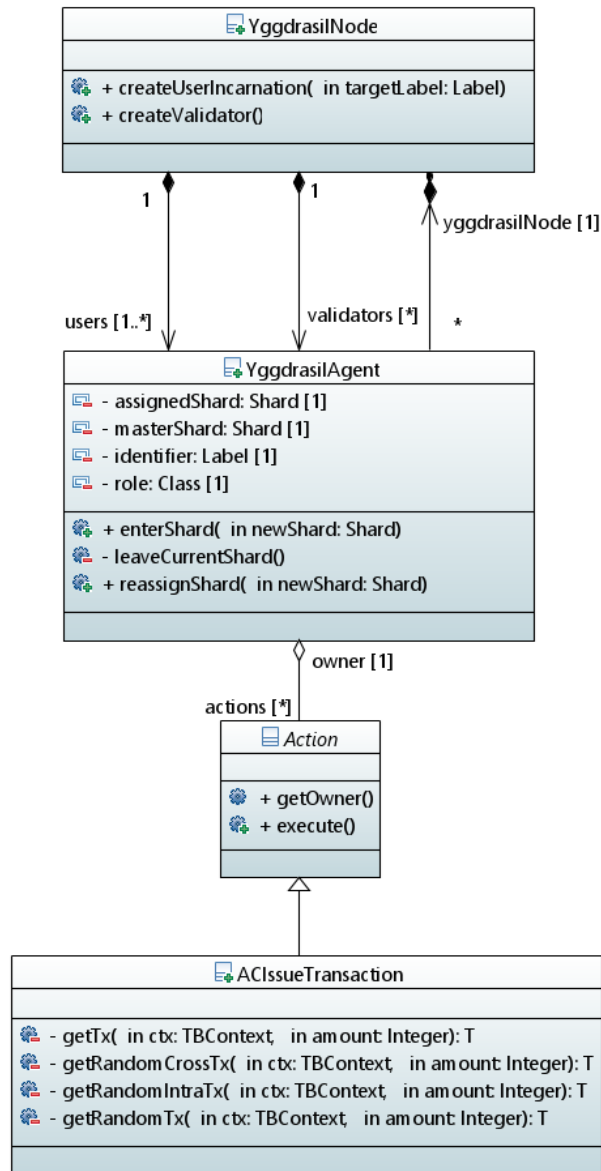 YggdrasilNode
+ createUserIncarnation( in targetLabel: Label)
+ createValidator()
1
1
yggdrasilNode [1]
users [1..*]
validators [*]
*
YggdrasilAgent
- assignedShard: Shard [1]
- masterShard: Shard [1]
- identifier: Label [1]
- role: Class [1]
+ enterShard( in newShard: Shard)
- leaveCurrentShard()
+ reassignShard( in newShard: Shard)
owner [1]
actions [*]
Action
+ getOwner()
+ execute()
ACIssueTransaction
- getTx( in ctx: TBContext, in amount: Integer): T
- getRandomCrossTx( in ctx: TBContext, in amount: Integer): T
- getRandomIntraTx( in ctx: TBContext, in amount: Integer): T
- getRandomTx( in ctx: TBContext, in amount: Integer): T